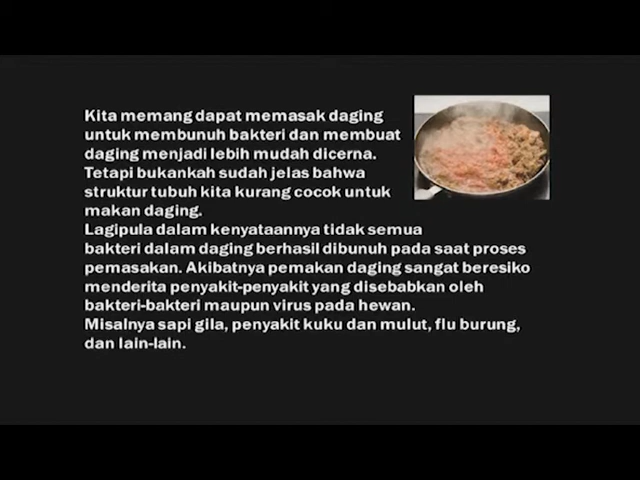 Kita memang dapat memasak daging
untuk membunuh bakteri dan membuat
daging menjadi lebih mudah dicerna.
Tetapi bukankah sudah jelas bahwa
struktur tubuh kita kurang cocok untuk
makan daging.
Lagipula dalam kenyataannya tidak semua
bakteri dalam daging berhasil dibunuh pada saat proses
pemasakan. Akibatnya pemakan daging sangat beresiko
menderita penyakit-penyakit yang disebabkan oleh
bakteri-bakteri maupun virus pada hewan.
Misalnya sapi gila, penyakit kuku dan mulut, flu burung,
dan lain-lain.